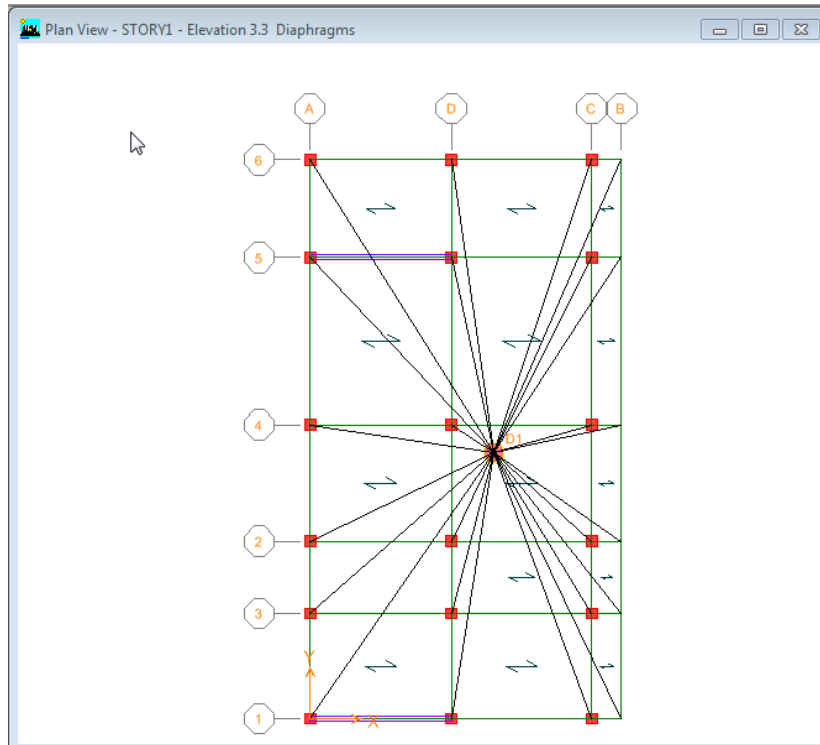 Plan View - STORY1 - Elevation 3.3 Diaphragms
A D C B
6
5
4
D1
2
3
Y
1
X